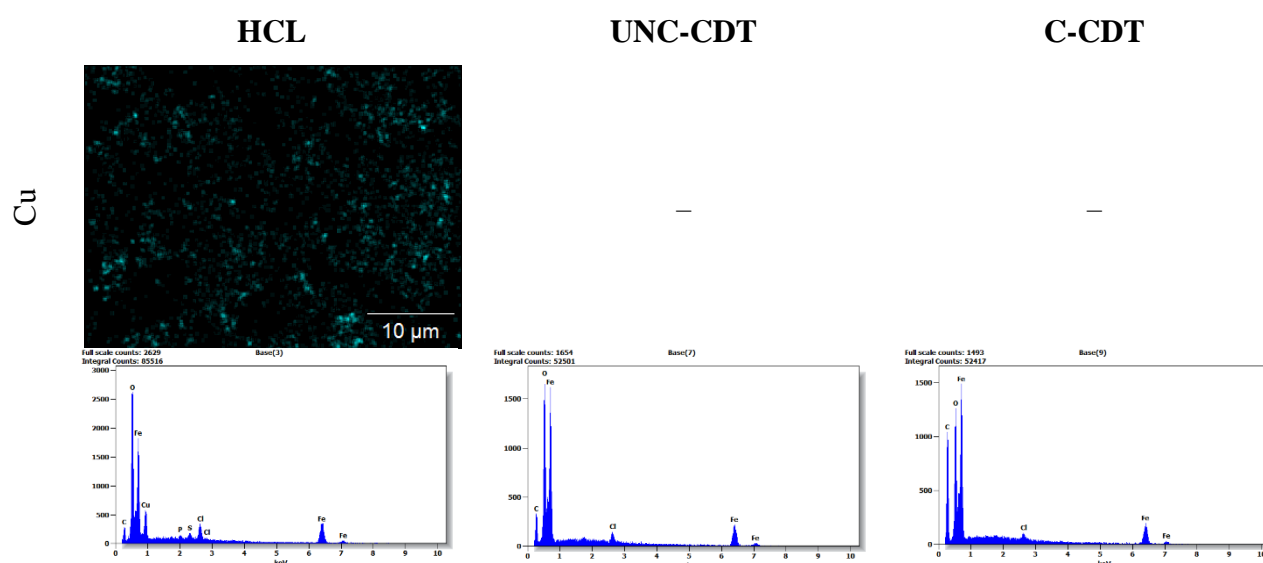 HCL UNC-CDT C-CDT
Cu
— —
10 µm
Full scale counts: 2629 Base(3)
Integral Counts: 85516
3000
2500
2000
1500
1000
500
0
O
Fe
Cu
C
P
S
Cl
Cl
Fe
Fe
0 1 2 3 4 5 6 7 8 9 10
keV
Full scale counts: 1654 Base(7)
Integral Counts: 52501
1500
1000
500
0
O
Fe
C
Cl
Fe
Fe
0 1 2 3 4 5 6 7 8 9 10
Full scale counts: 1493 Base(9)
Integral Counts: 52417
1500
1000
500
0
Fe
O
C
Cl
Fe
Fe
0 1 2 3 4 5 6 7 8 9 10
keV